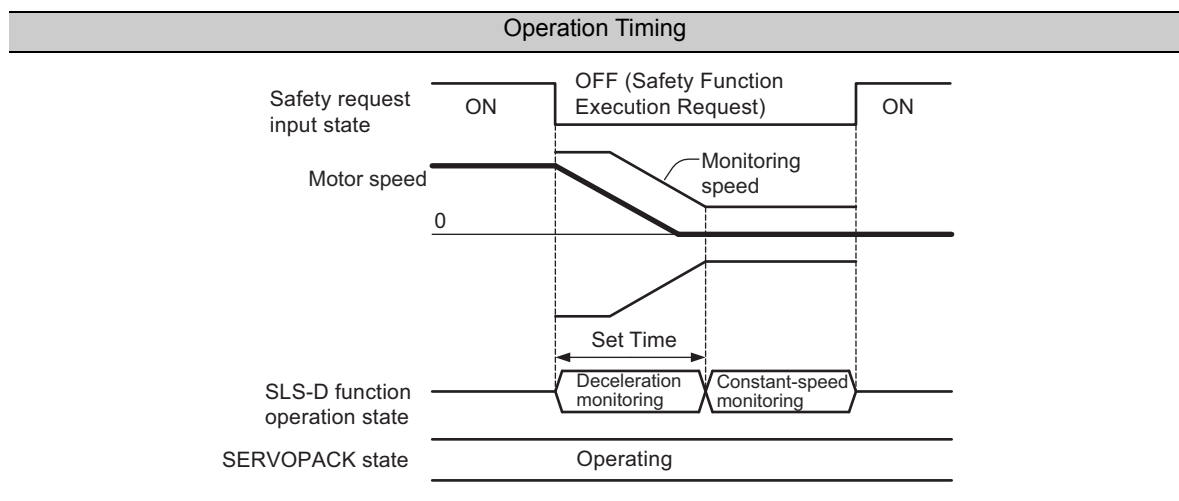 Operation Timing
Safety request
input state
ON
OFF (Safety Function
Execution Request)
ON
Motor speed
Monitoring
speed
0
Set Time
SLS-D function
operation state
Deceleration
monitoring
Constant-speed
monitoring
SERVOPACK state
Operating